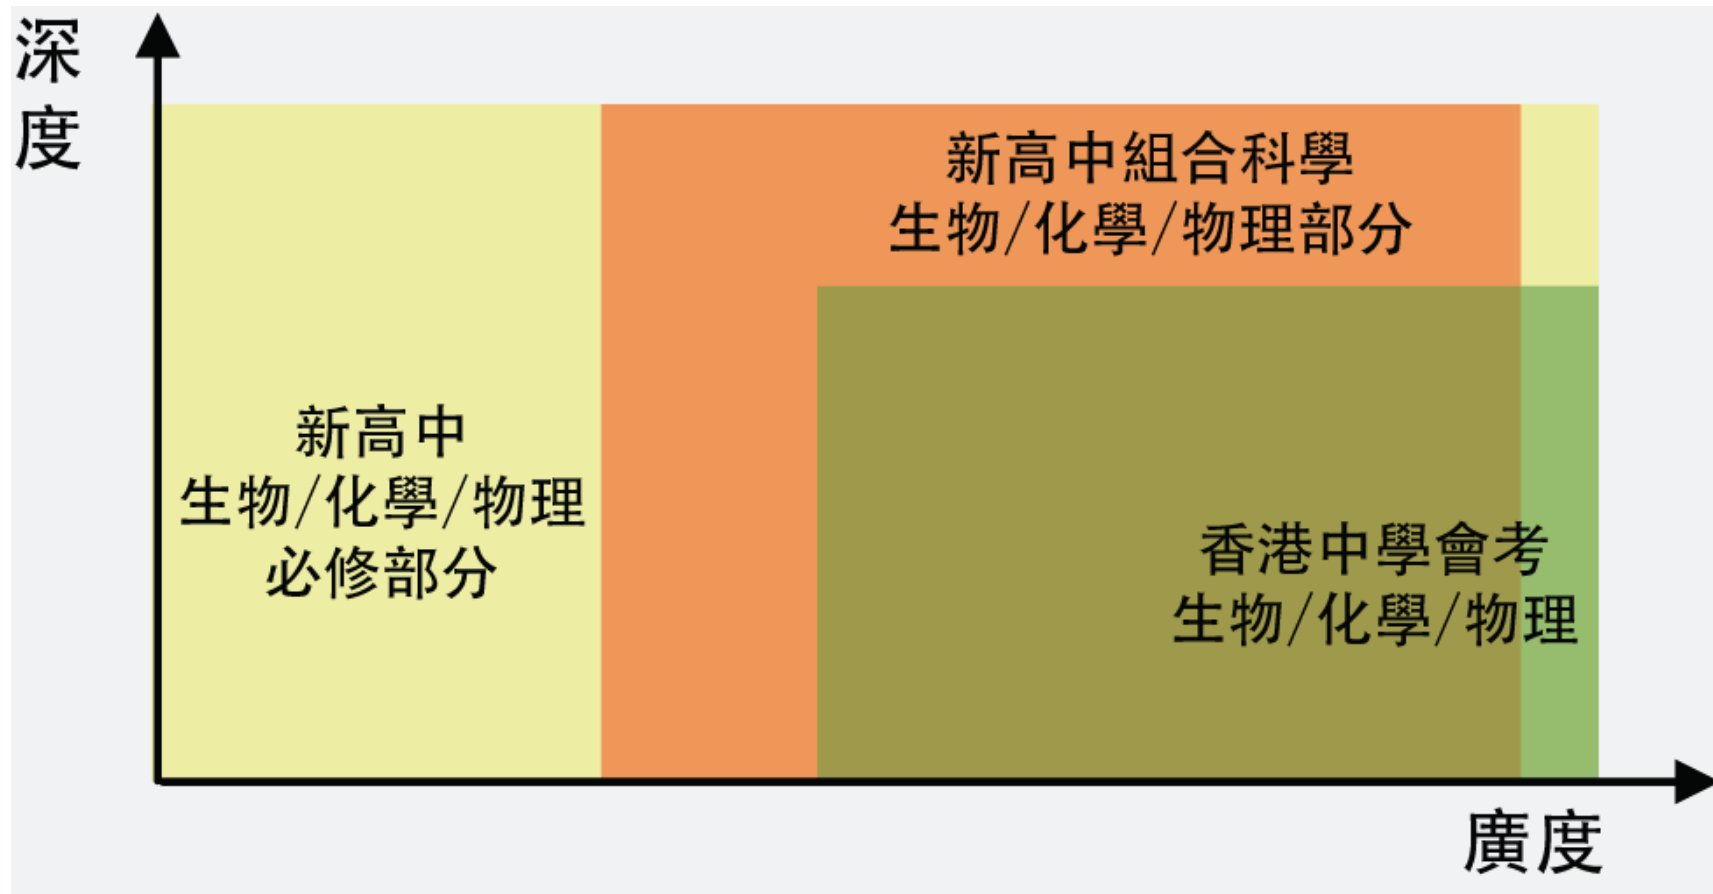 深
度
新高中組合科學
生物/化學/物理部分
新高中
生物/化學/物理
必修部分
香港中學會考
生物/化學/物理
廣度